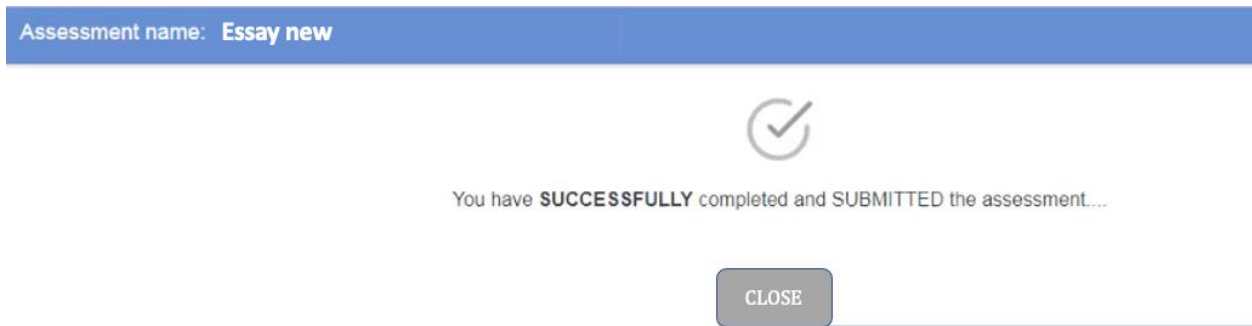 Assessment name: Essay new
You have SUCCESSFULLY completed and SUBMITTED the assessment....
CLOSE